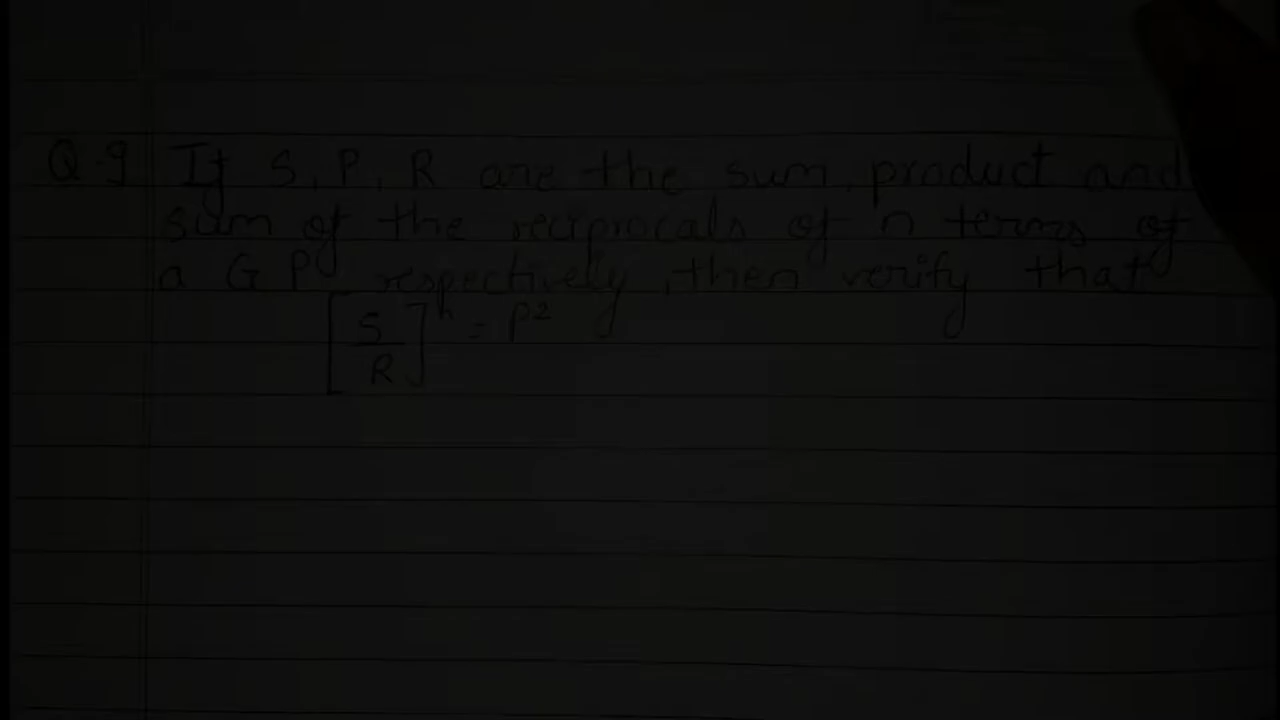 Q.9 If S, P, R are the sum, product and
sum of the reciprocals of n terms of
a G P respectively, then verify that
[S/R]^n = P²